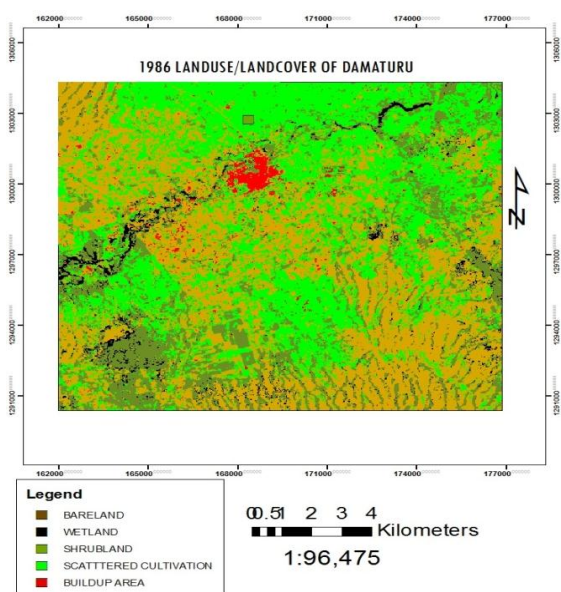 162000 165000 168000 171000 174000 177000
1986 LANDUSE/LANDCOVER OF DAMATURU
1306000 1306000
1303000 1303000
1300000 1300000
1297000 1297000
1294000 1294000
1291000 1291000
N
162000 165000 168000 171000 174000 177000
Legend
BARELAND
WETLAND
SHRUBLAND
SCATTTERED CULTIVATION
BUILDUP AREA
0 0.5 1 2 3 4
Kilometers
1:96,475